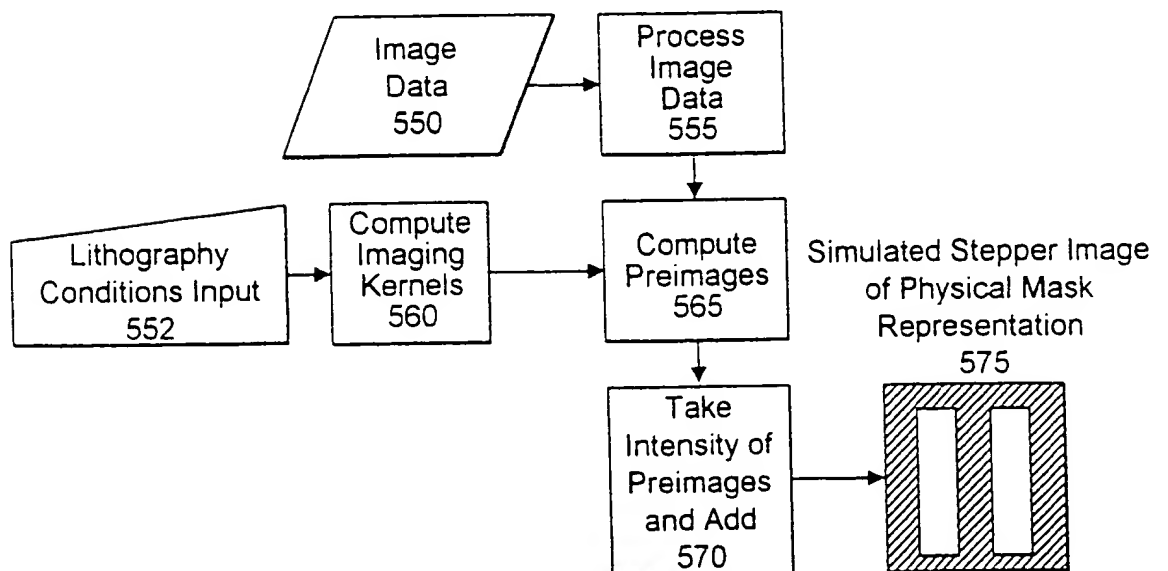 Image
Data
550
Process
Image
Data
555
Lithography
Conditions Input
552
Compute
Imaging
Kernels
560
Compute
Preimages
565
Simulated Stepper Image
of Physical Mask
Representation
575
Take
Intensity of
Preimages
and Add
570